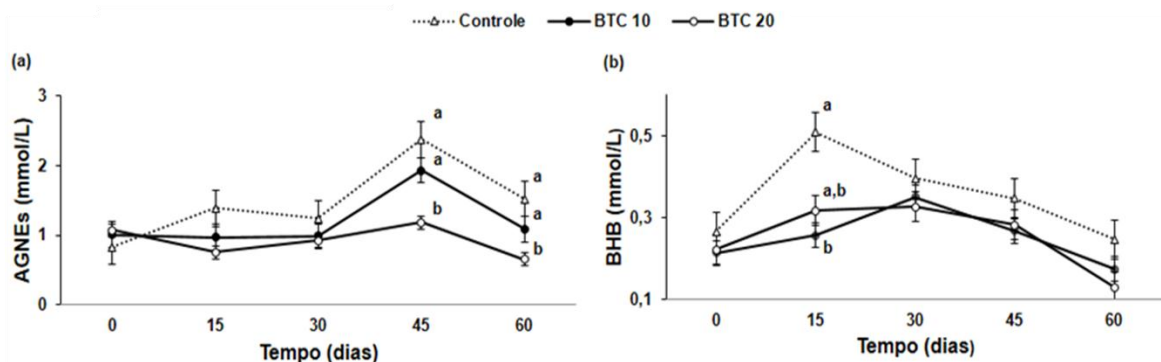 Controle BTC 10 BTC 20
(a)
AGNEs (mmol/L)
3
2
1
0
a
a
b
a
a
b
0 15 30 45 60
Tempo (dias)
(b)
BHB (mmol/L)
0,5
0,3
0,1
a
a,b
b
0 15 30 45 60
Tempo (dias)